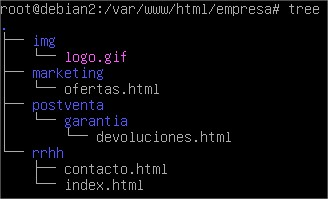 root@debian2:/var/www/html/empresa# tree
.
├── img
│   └── logo.gif
├── marketing
│   └── ofertas.html
├── postventa
│   └── garantia
│       └── devoluciones.html
└── rrhh
    ├── contacto.html
    └── index.html